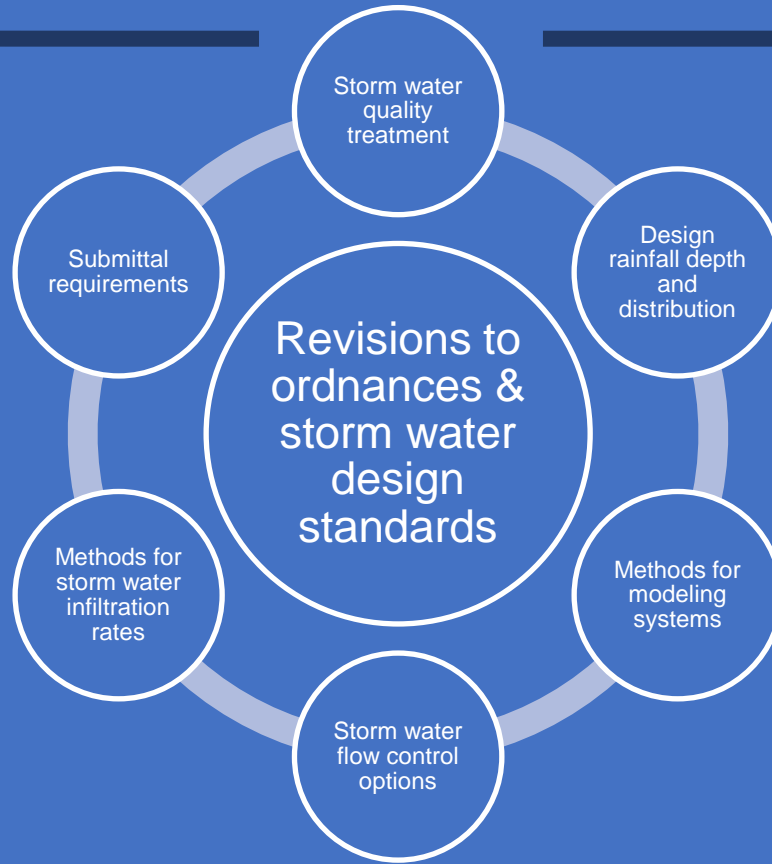 Storm water
quality
treatment
Design
rainfall depth
and
distribution
Methods for
modeling
systems
Storm water
flow control
options
Methods for
storm water
infiltration
rates
Submittal
requirements
Revisions to
ordnances &
storm water
design
standards